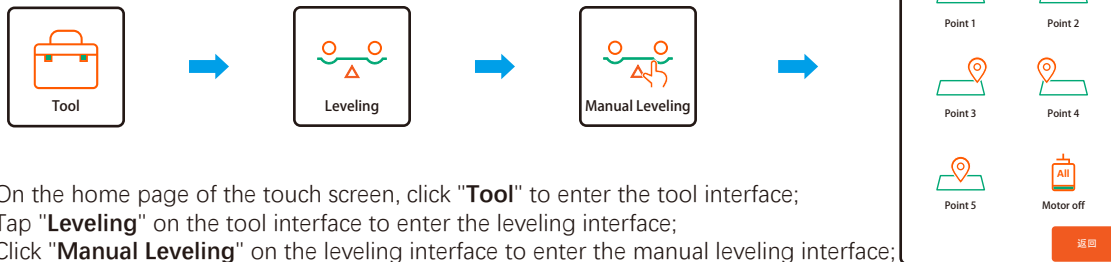 Point 1 Point 2
Point 3 Point 4
All
Point 5 Motor off
返回
Tool Leveling Manual Leveling
On the home page of the touch screen, click "Tool" to enter the tool interface;
Tap "Leveling" on the tool interface to enter the leveling interface;
Click "Manual Leveling" on the leveling interface to enter the manual leveling interface;